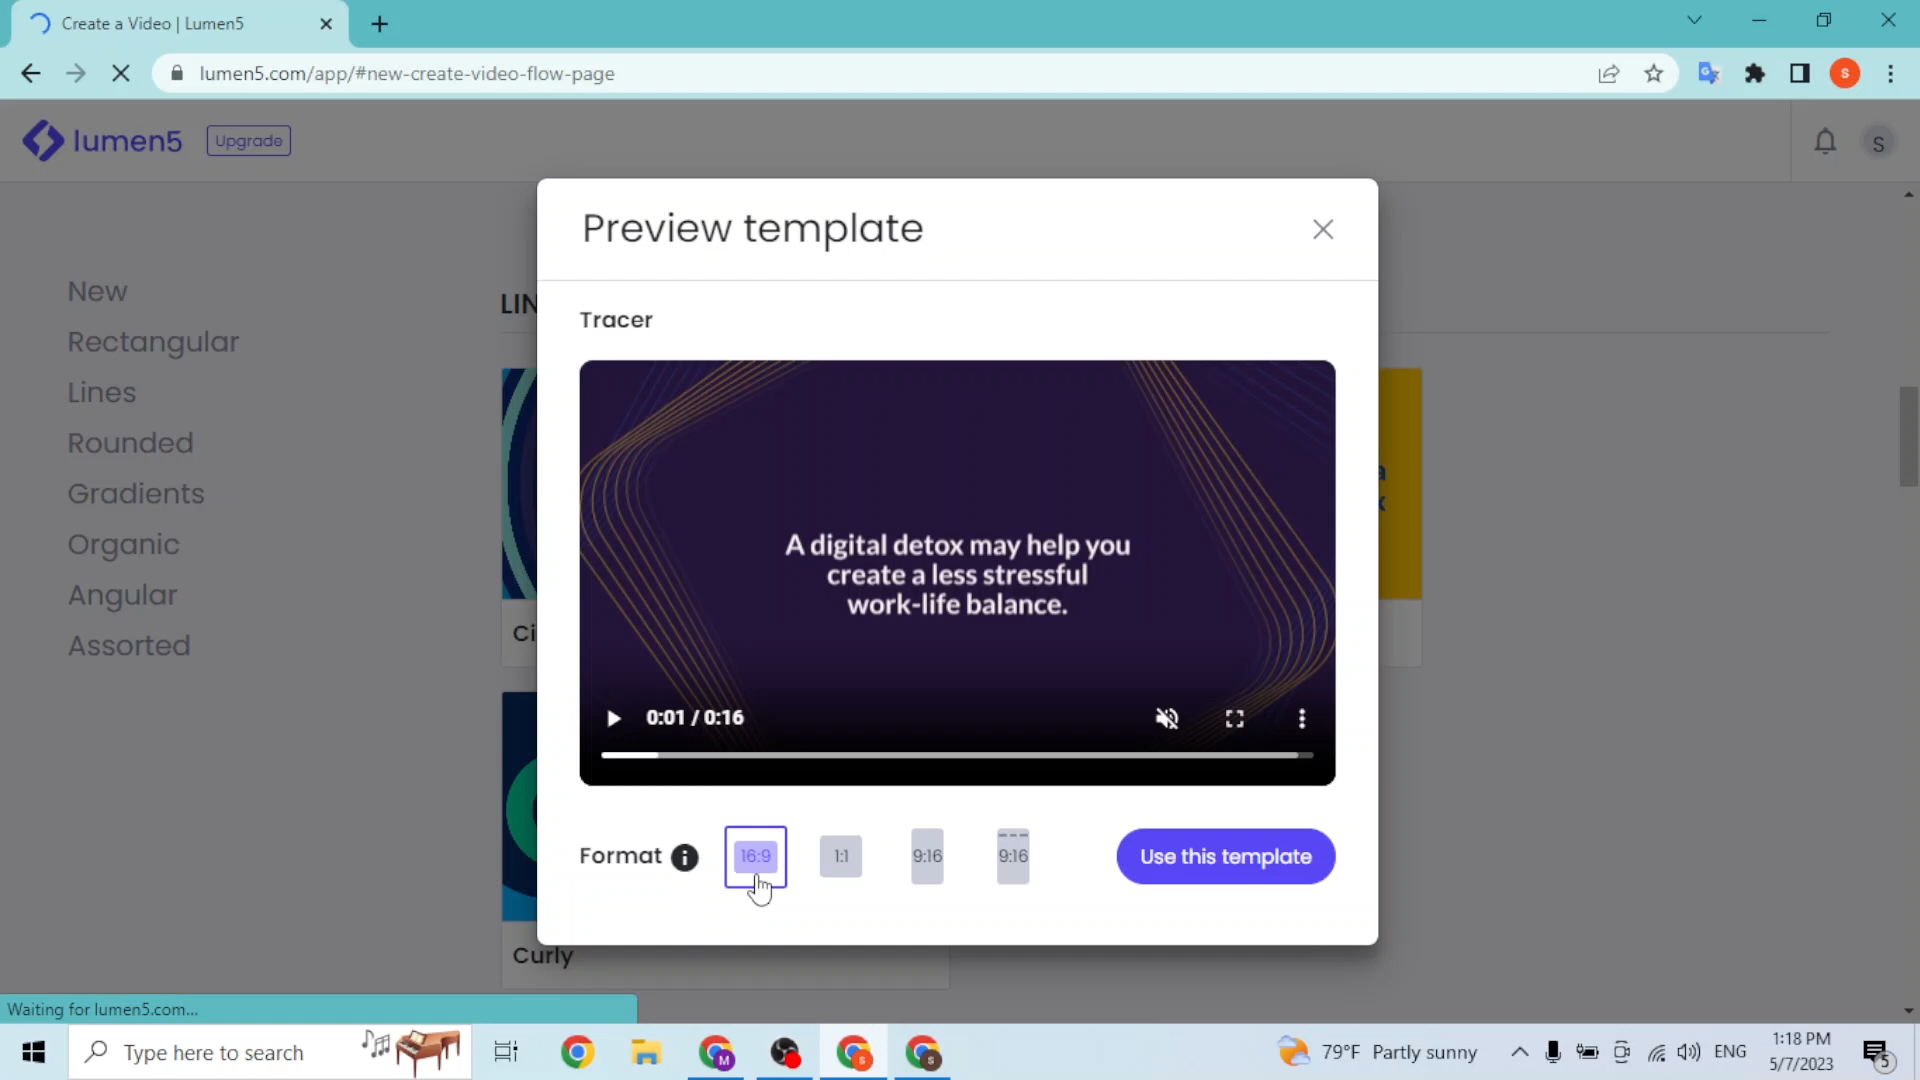 Create a Video | Lumen5
lumen5.com/app/#new-create-video-flow-page
S
lumen5
Upgrade
S
Preview template
New
Rectangular
Lines
Rounded
Gradients
Organic
Angular
Assorted
LIN
Tracer
A digital detox may help you
create a less stressful
work-life balance.
0:01 / 0:16
a
x
Ci
Format
16:9
1:1
9:16
9:16
Use this template
Curly
Waiting for lumen5.com...
Type here to search
M
S
S
79°F Partly sunny
ENG
1:18 PM
5/7/2023
5